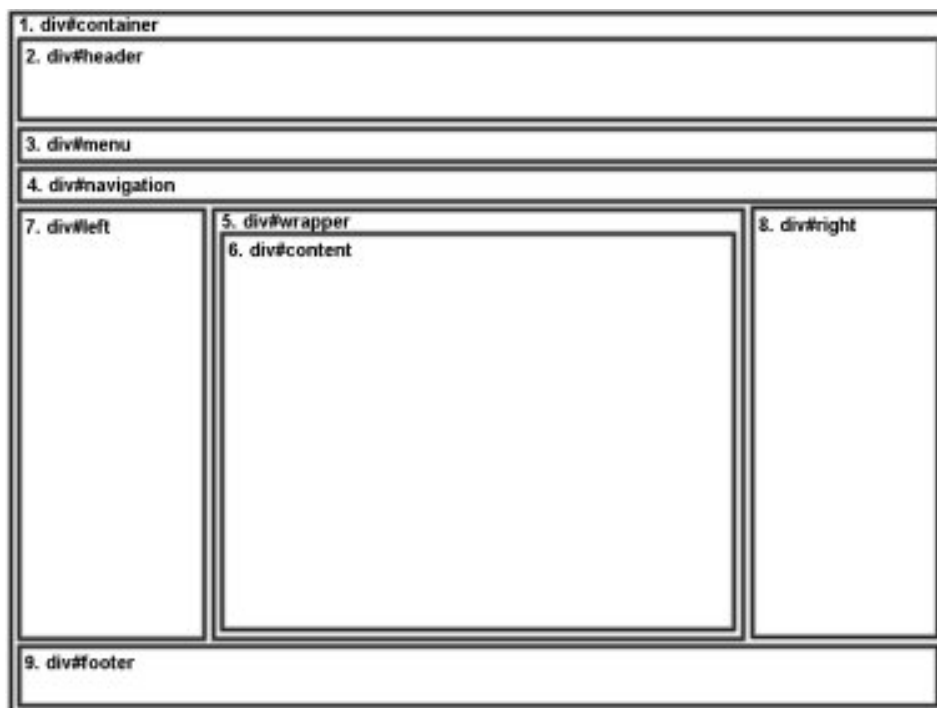 1. div#container
2. div#header
3. div#menu
4. div#navigation
7. div#left
5. div#wrapper
8. div#right
6. div#content
9. div#footer